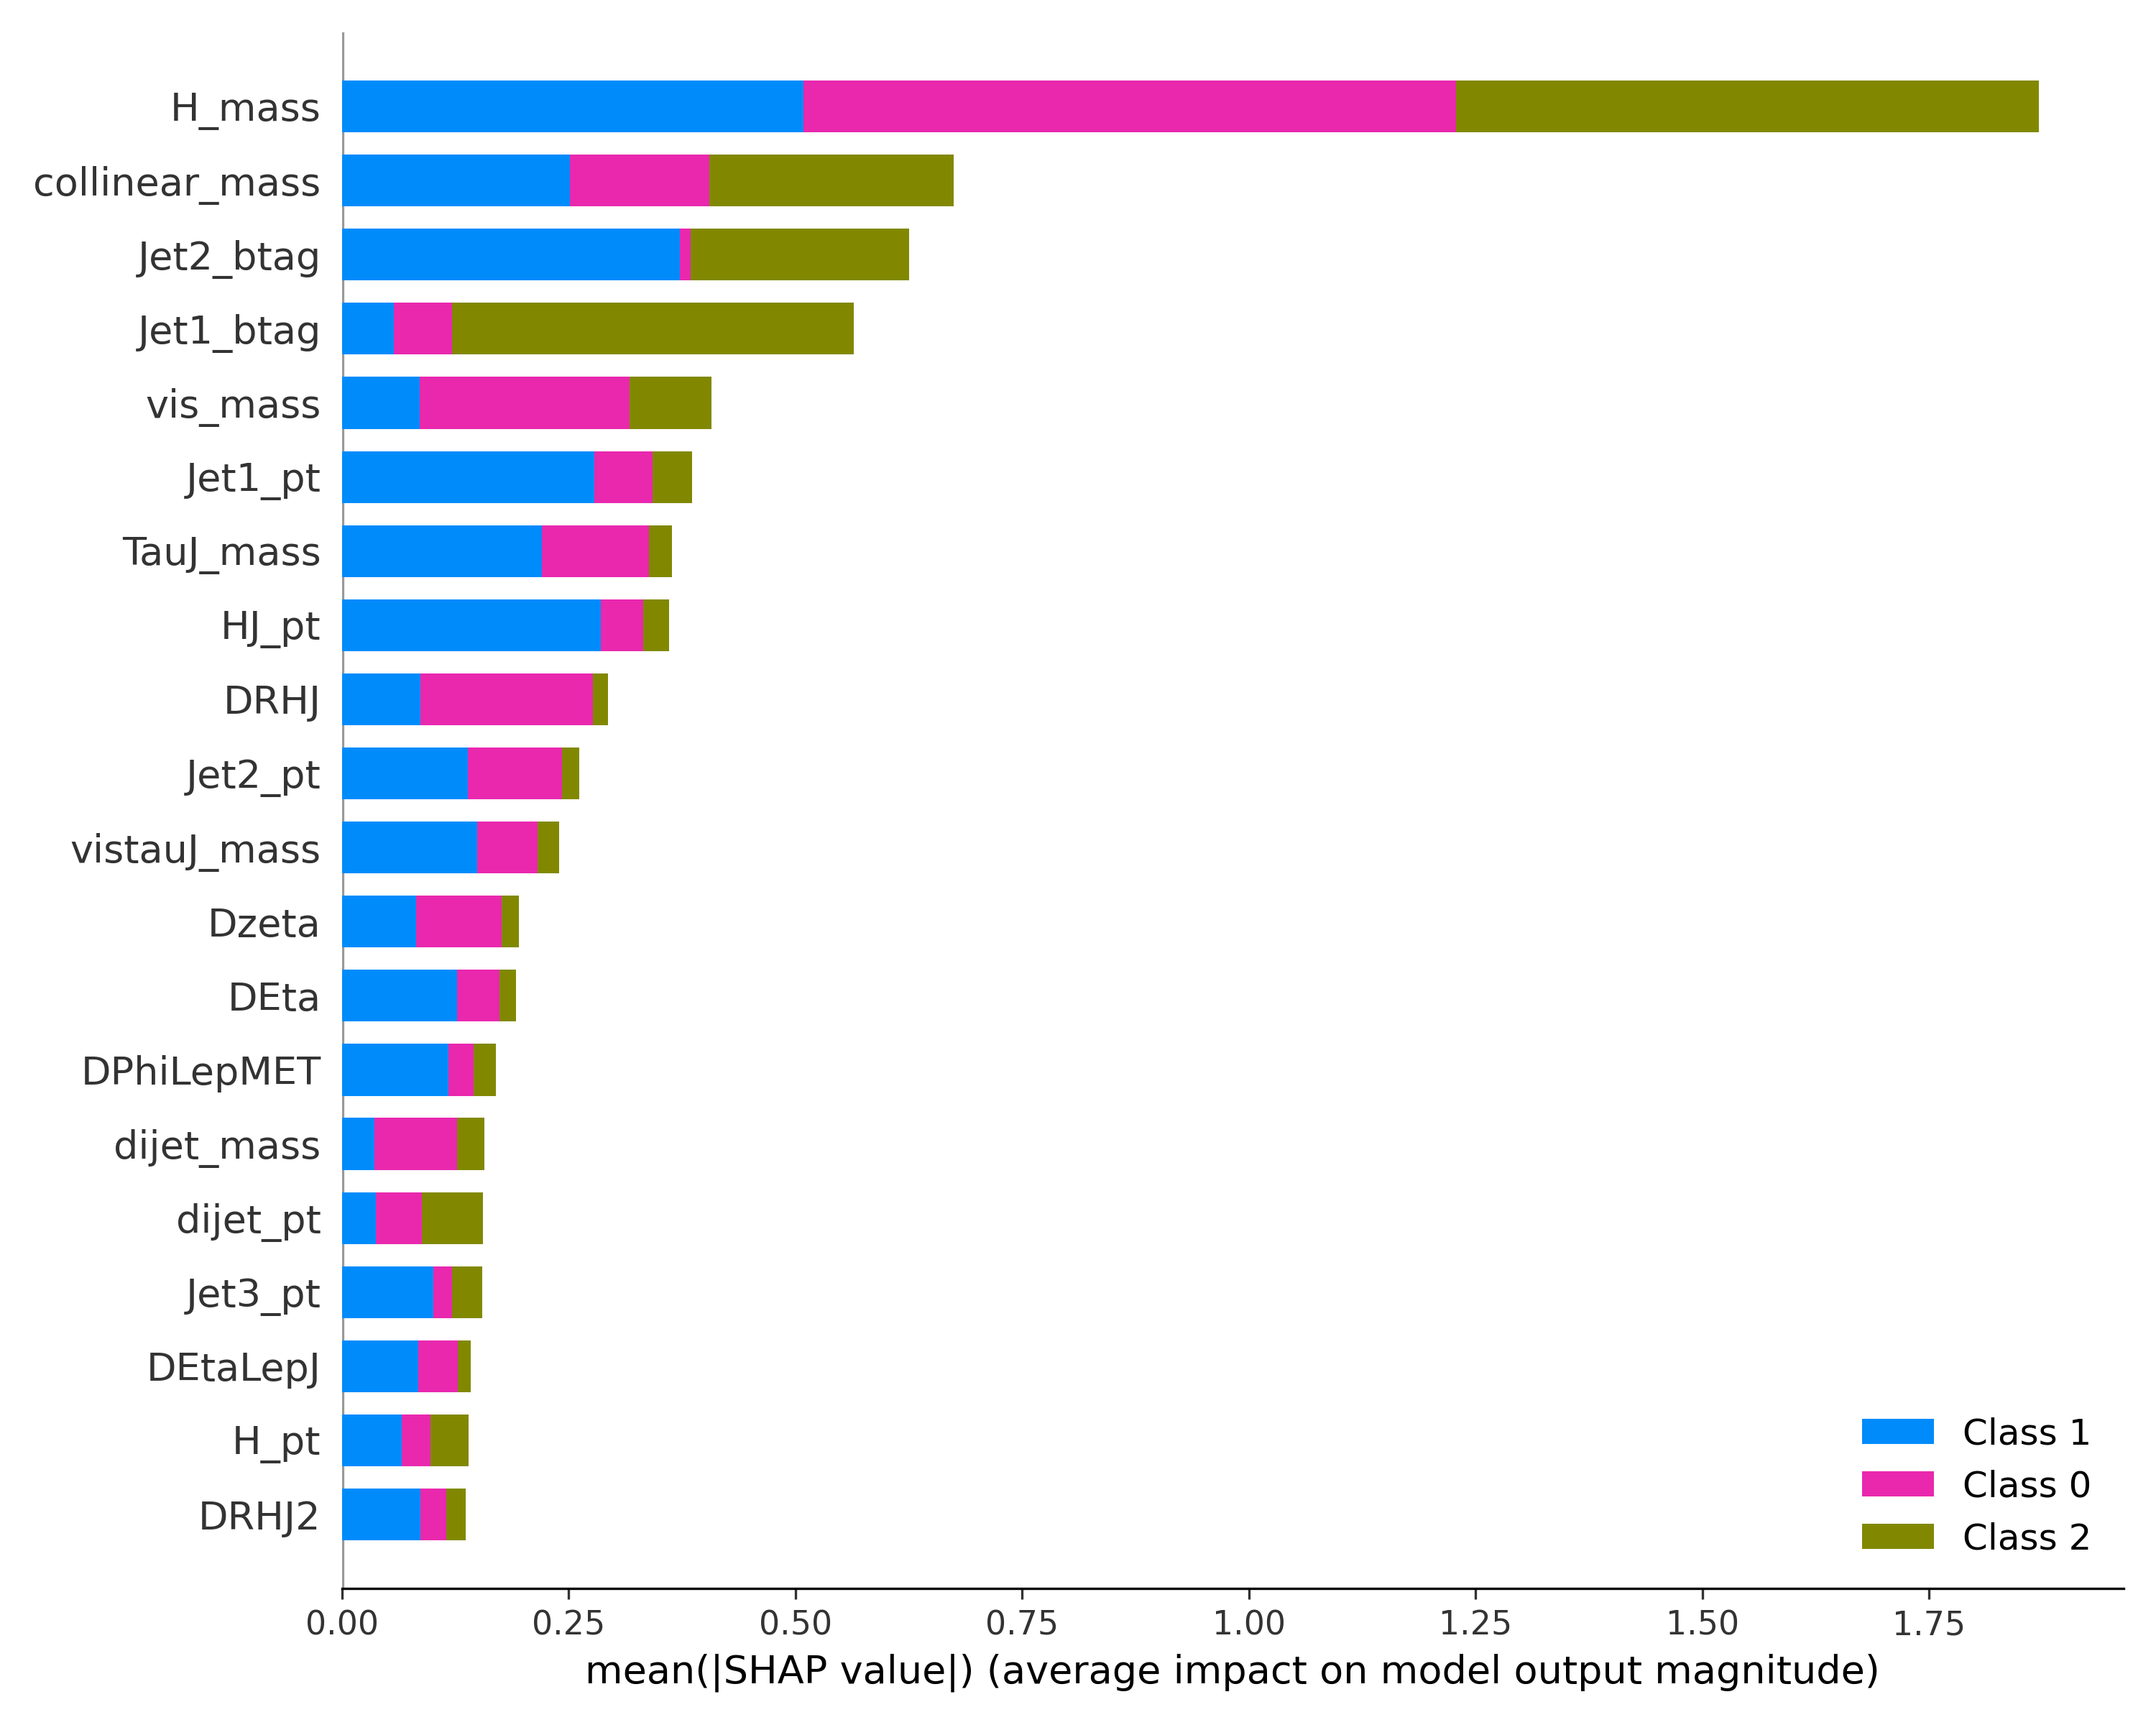 H_mass
collinear_mass
Jet2_btag
Jet1_btag
vis_mass
Jet1_pt
TauJ_mass
HJ_pt
DRHJ
Jet2_pt
vistauJ_mass
Dzeta
DEta
DPhiLepMET
dijet_mass
dijet_pt
Jet3_pt
DEtaLepJ
H_pt
DRHJ2
Class 1
Class 0
Class 2
0.00 0.25 0.50 0.75 1.00 1.25 1.50 1.75
mean(|SHAP value|) (average impact on model output magnitude)